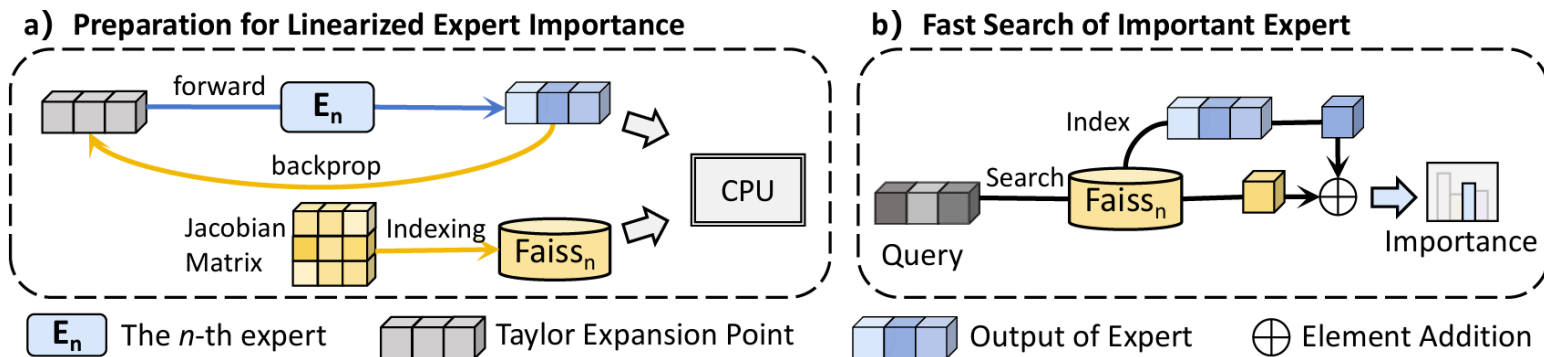 a) Preparation for Linearized Expert Importance
forward
Eₙ
backprop
Jacobian
Matrix
Indexing
Faissₙ
CPU
b) Fast Search of Important Expert
Index
Search
Faissₙ
Query
Importance
Eₙ The n-th expert
Taylor Expansion Point
Output of Expert
Element Addition